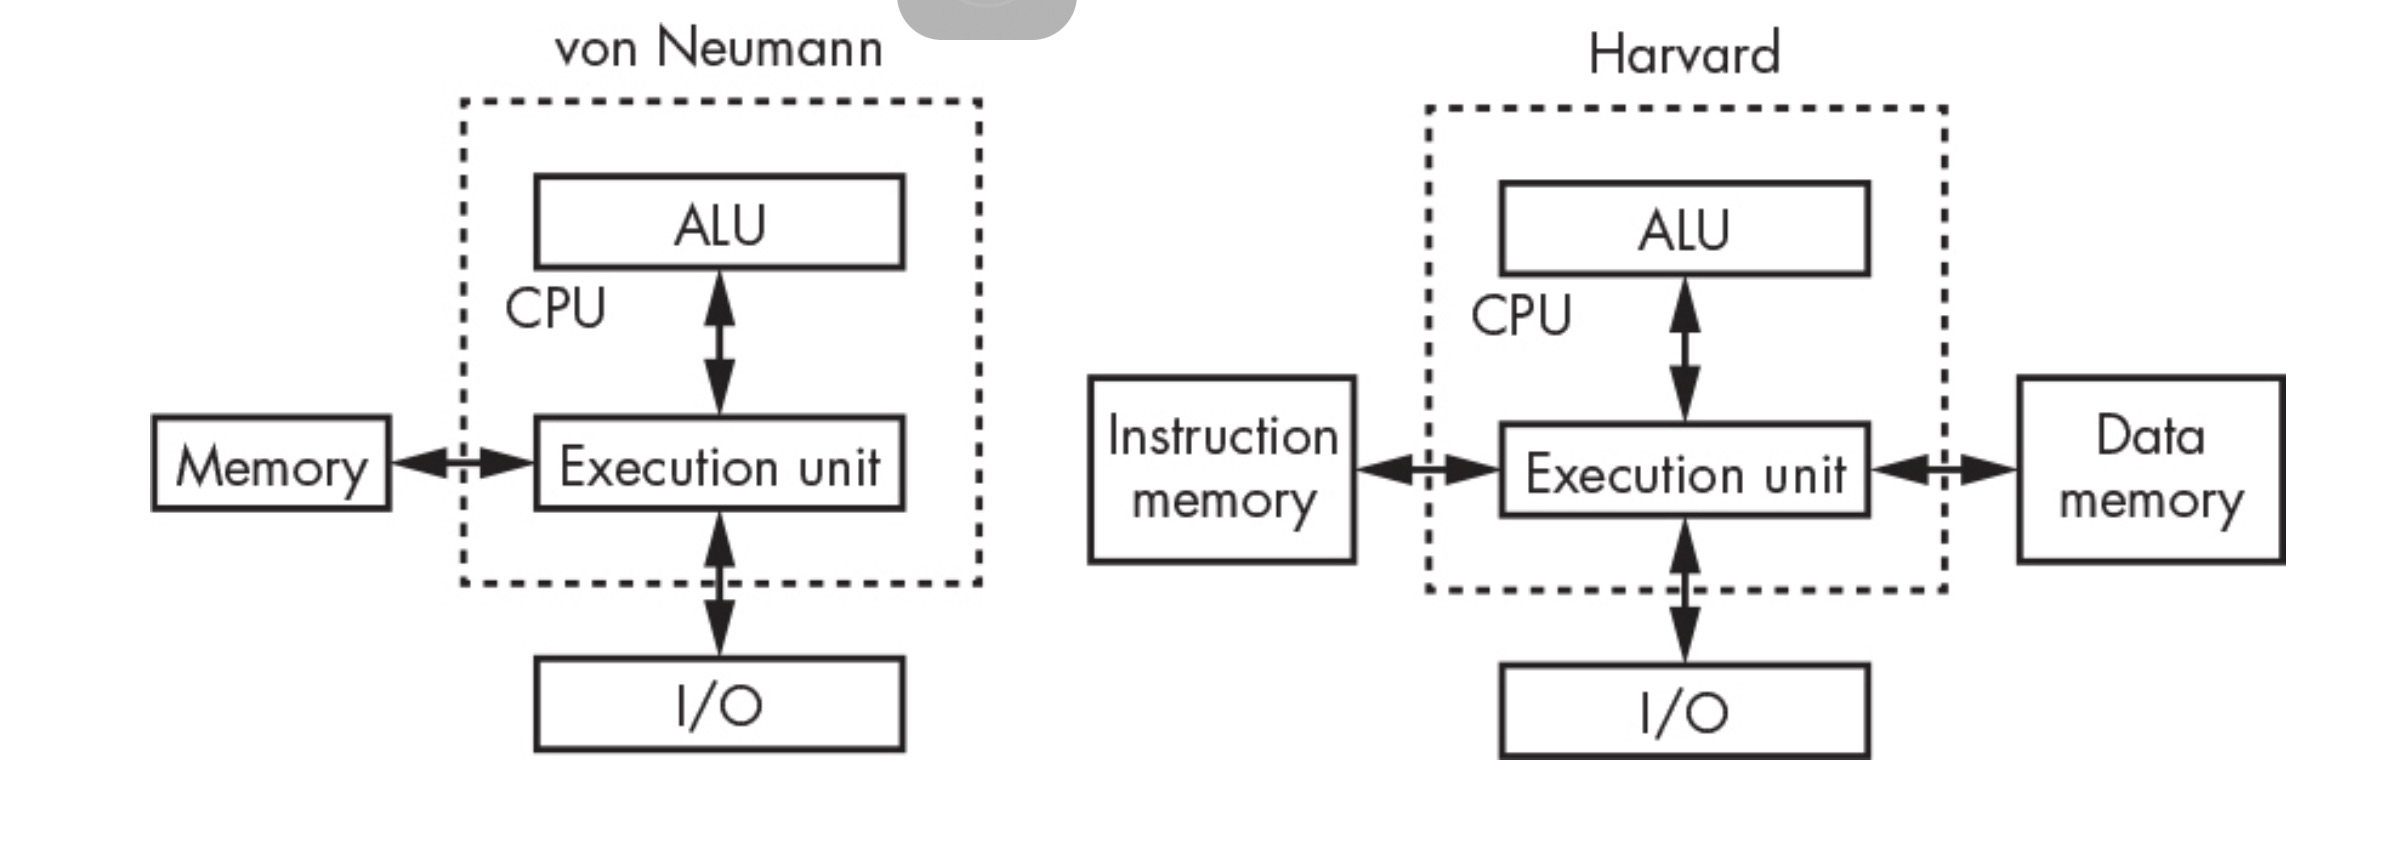 von Neumann
ALU
CPU
Memory
Execution unit
I/O
Harvard
ALU
CPU
Instruction
memory
Execution unit
Data
memory
I/O